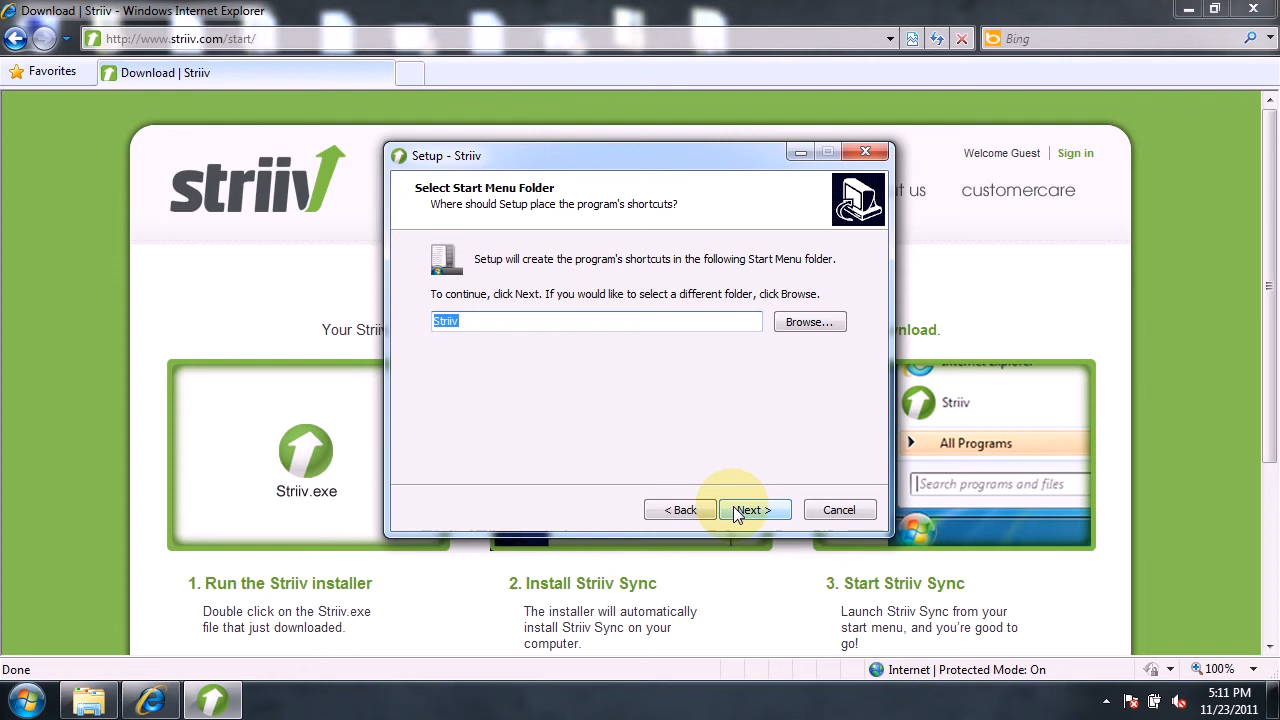 Download | Striiv - Windows Internet Explorer
http://www.striiv.com/start/
Bing
Favorites
Download | Striiv
striiv
Welcome Guest
Sign in
us
customercare
Setup - Striiv
Select Start Menu Folder
Where should Setup place the program's shortcuts?
Setup will create the program's shortcuts in the following Start Menu folder.
To continue, click Next. If you would like to select a different folder, click Browse.
Striiv
Browse...
< Back
Next >
Cancel
Your
Striiv.exe
Internet Explorer
Striiv
All Programs
Search programs and files
1. Run the Striiv installer
Double click on the Striiv.exe
file that just downloaded.
2. Install Striiv Sync
The installer will automatically
install Striiv Sync on your
computer.
3. Start Striiv Sync
Launch Striiv Sync from your
start menu, and you're good to
go!
Done
Internet | Protected Mode: On
100%
5:11 PM
11/23/2011